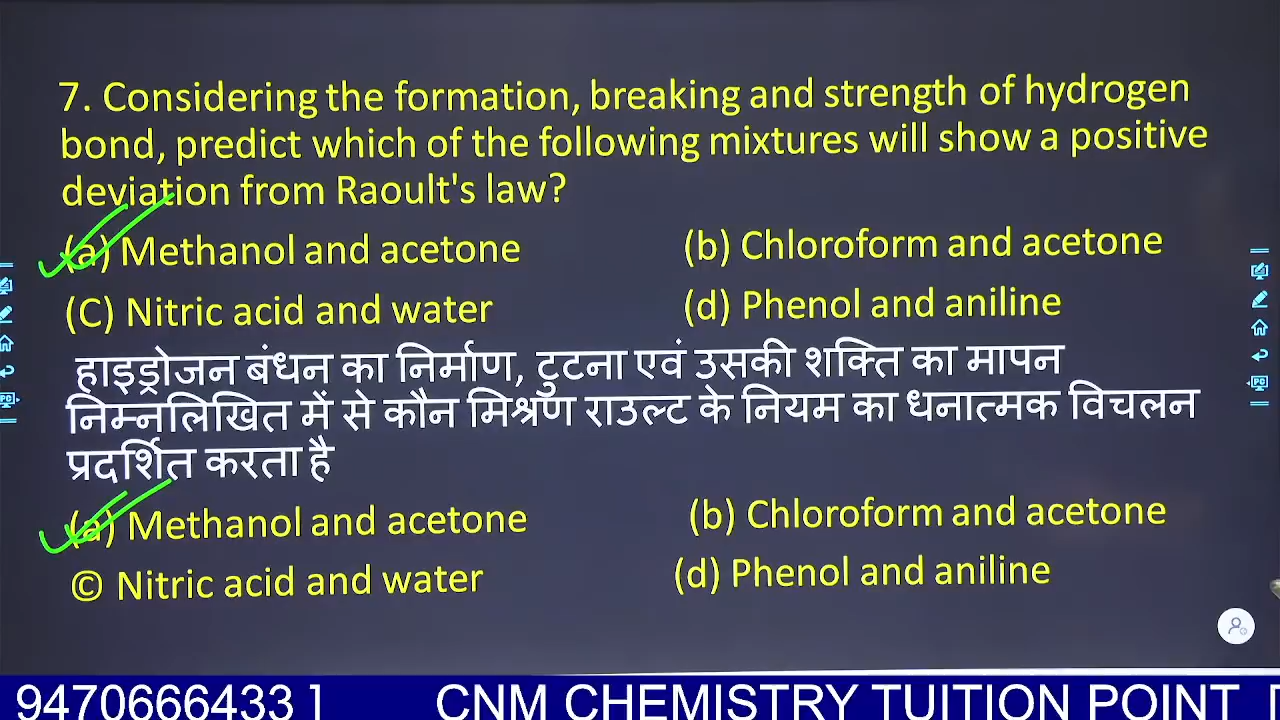 7. Considering the formation, breaking and strength of hydrogen
bond, predict which of the following mixtures will show a positive
deviation from Raoult's law?
(a) Methanol and acetone (b) Chloroform and acetone
(C) Nitric acid and water (d) Phenol and aniline
हाइड्रोजन बंधन का निर्माण, टुटना एवं उसकी शक्ति का मापन
निम्नलिखित में से कौन मिश्रण राउल्ट के नियम का धनात्मक विचलन
प्रदर्शित करता है
(a) Methanol and acetone (b) Chloroform and acetone
© Nitric acid and water (d) Phenol and aniline
9470666433 CNM CHEMISTRY TUITION POINT